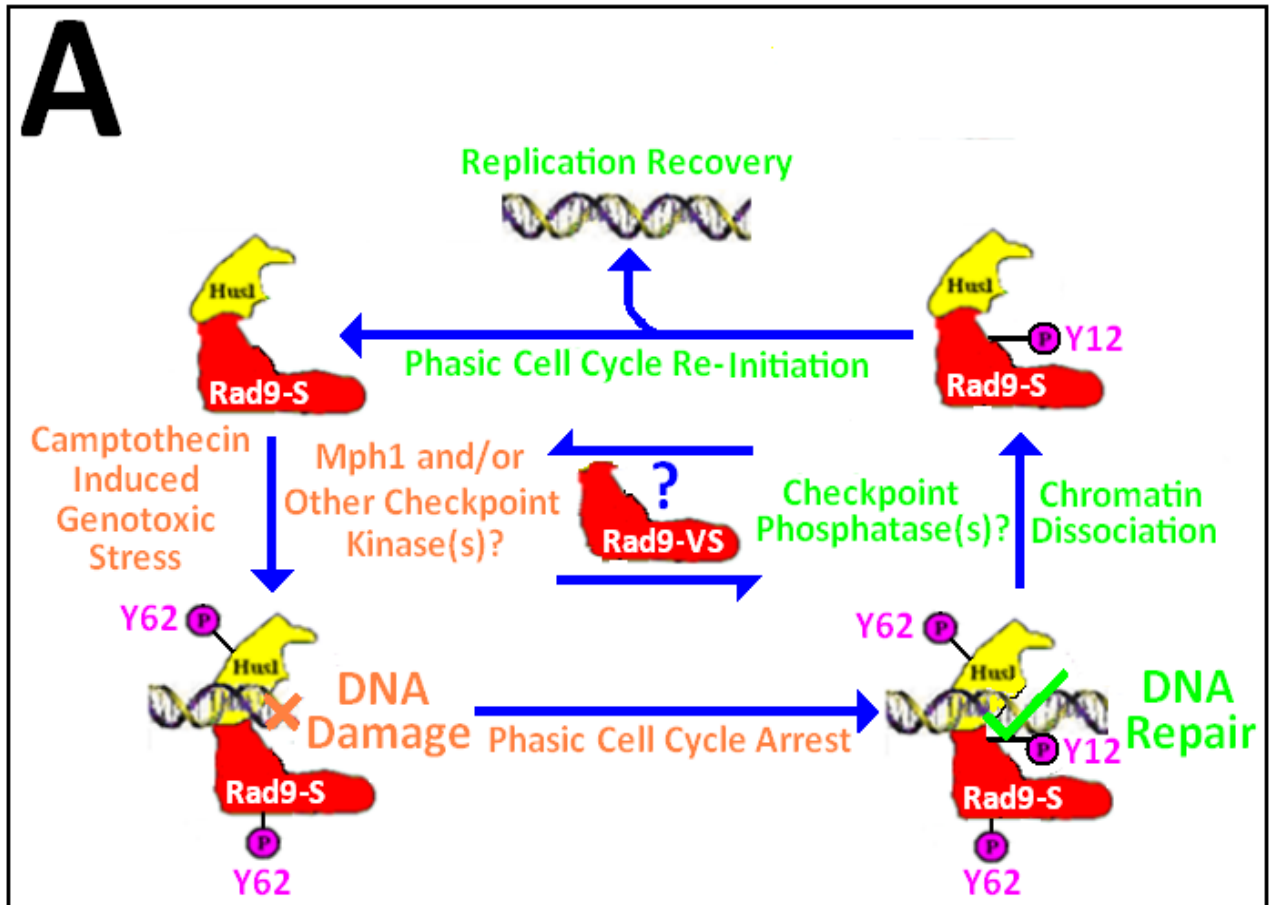 A
Replication Recovery
Hus1
Rad9-S
Hus1
Rad9-S
P
Y12
Phasic Cell Cycle Re-Initiation
Camptothecin
Induced
Genotoxic
Stress
Mph1 and/or
Other Checkpoint
Kinase(s)?
?
Rad9-VS
Checkpoint
Phosphatase(s)?
Chromatin
Dissociation
Y62
P
Hus1
DNA
Damage
Rad9-S
P
Y62
Phasic Cell Cycle Arrest
Y62
P
Hus1
P
Y12
DNA
Repair
Rad9-S
P
Y62